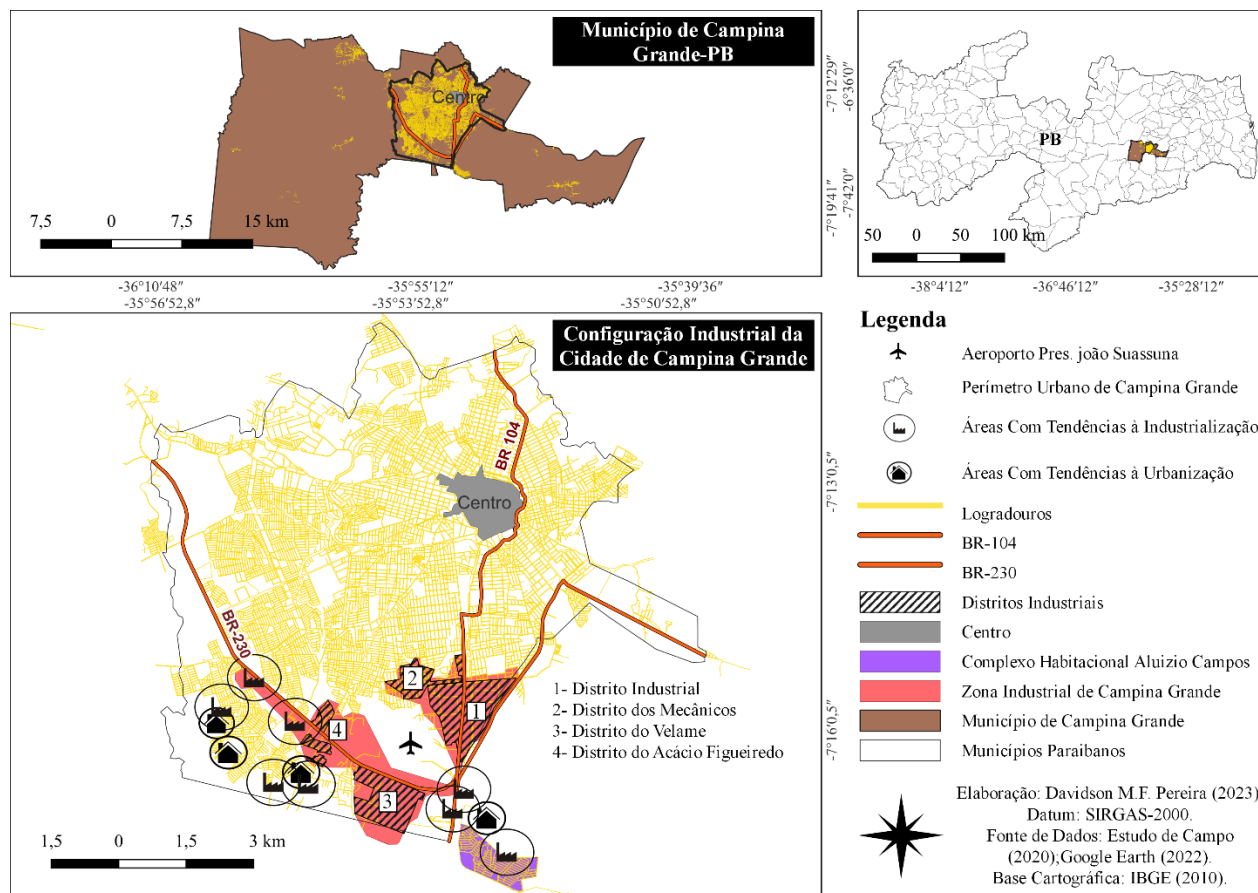 Município de Campina
Grande-PB
Centro
7,5 0 7,5 15 km
-7°12'29"
-7°19'41"
-36°10'48" -35°55'12" -35°39'36"
-6°36'0"
-7°42'0"
PB
50 0 50 100 km
-38°4'12" -36°46'12" -35°28'12"
-35°56'52,8" -35°53'52,8" -35°50'52,8"
Configuração Industrial da
Cidade de Campina Grande
BR 104
Centro
BR-230
2
1
4
3
1- Distrito Industrial
2- Distrito dos Mecânicos
3- Distrito do Velame
4- Distrito do Acácio Figueiredo
1,5 0 1,5 3 km
-7°13'0,5"
-7°16'0,5"
Legenda
Aeroporto Pres. joão Suassuna
Perímetro Urbano de Campina Grande
Áreas Com Tendências à Industrialização
Áreas Com Tendências à Urbanização
Logradouros
BR-104
BR-230
Distritos Industriais
Centro
Complexo Habitacional Aluizio Campos
Zona Industrial de Campina Grande
Município de Campina Grande
Municípios Paraibanos
Elaboração: Davidson M.F. Pereira (2023)
Datum: SIRGAS-2000.
Fonte de Dados: Estudo de Campo
(2020);Google Earth (2022).
Base Cartográfica: IBGE (2010).